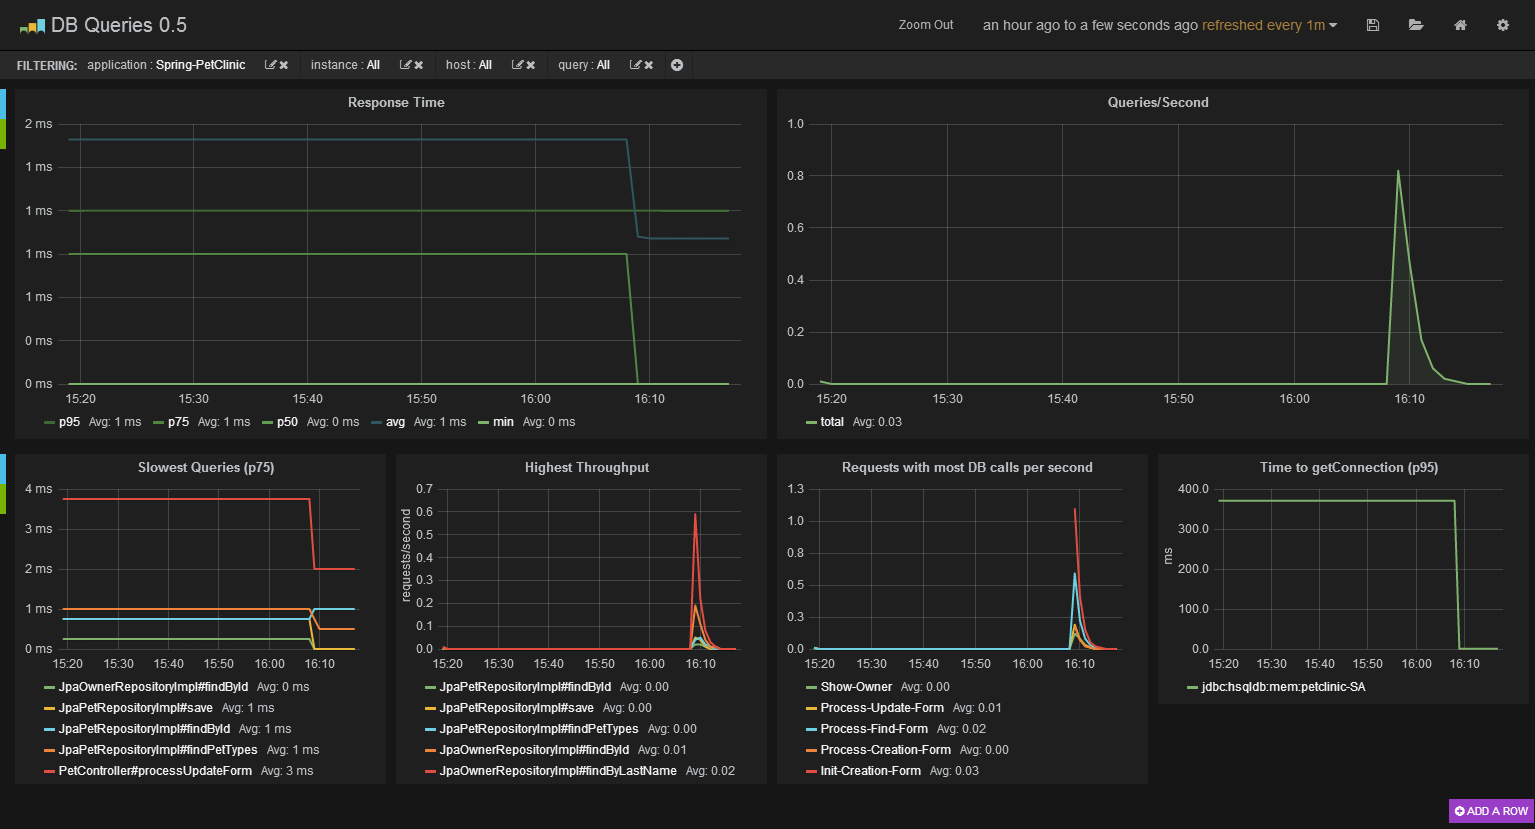 DB Queries 0.5
Zoom Out an hour ago to a few seconds ago refreshed every 1m
FILTERING: application : Spring-PetClinic instance : All host : All query : All
Response Time
2 ms
1 ms
1 ms
1 ms
1 ms
0 ms
0 ms
15:20 15:30 15:40 15:50 16:00 16:10
p95 Avg: 1 ms p75 Avg: 1 ms p50 Avg: 0 ms avg Avg: 1 ms min Avg: 0 ms
Queries/Second
1.0
0.8
0.6
0.4
0.2
0.0
15:20 15:30 15:40 15:50 16:00 16:10
total Avg: 0.03
Slowest Queries (p75)
4 ms
3 ms
2 ms
1 ms
0 ms
15:20 15:30 15:40 15:50 16:00 16:10
JpaOwnerRepositoryImpl#findById Avg: 0 ms
JpaPetRepositoryImpl#save Avg: 1 ms
JpaPetRepositoryImpl#findById Avg: 1 ms
JpaPetRepositoryImpl#findPetTypes Avg: 1 ms
PetController#processUpdateForm Avg: 3 ms
Highest Throughput
requests/second
0.7
0.6
0.5
0.4
0.3
0.2
0.1
0.0
15:20 15:30 15:40 15:50 16:00 16:10
JpaPetRepositoryImpl#findById Avg: 0.00
JpaPetRepositoryImpl#save Avg: 0.00
JpaPetRepositoryImpl#findPetTypes Avg: 0.00
JpaOwnerRepositoryImpl#findById Avg: 0.01
JpaOwnerRepositoryImpl#findByLastName Avg: 0.02
Requests with most DB calls per second
1.3
1.0
0.8
0.5
0.3
0.0
15:20 15:30 15:40 15:50 16:00 16:10
Show-Owner Avg: 0.00
Process-Update-Form Avg: 0.01
Process-Find-Form Avg: 0.02
Process-Creation-Form Avg: 0.00
Init-Creation-Form Avg: 0.03
Time to getConnection (p95)
ms
400.0
300.0
200.0
100.0
0.0
15:20 15:30 15:40 15:50 16:00 16:10
jdbc:hsqldb:mem:petclinic-SA
ADD A ROW